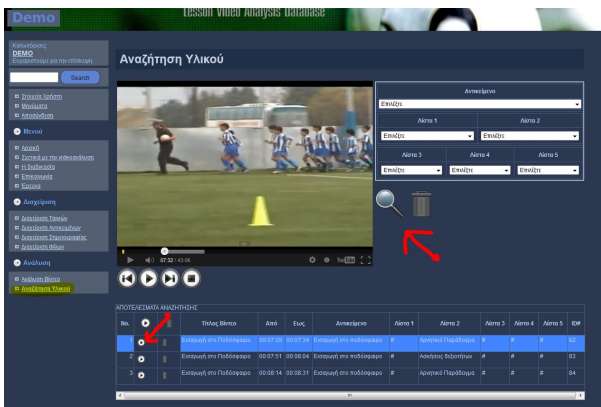 Lesson Video Analysis Database
Demo
Καλωσόρισες
DEMO
Ευχαριστούμε για την επίσκεψη
Search
Στοιχεία Χρήστη
Μηνύματα
Αποσύνδεση
Μενού
Αρχική
Σχετικά με την videoανάλυση
Η διαδικασία
Επικοινωνία
Έρευνα
Διαχείριση
Διαχείριση Ταινιών
Διαχείριση Αντικειμένων
Διαχείριση Σημειογραφίας
Διαχείριση Φίλων
Ανάλυση
Ανάλυση Βίντεο
Αναζήτηση Υλικού
Αναζήτηση Υλικού
07:32 / 43:06
YouTube
Αντικείμενο
Επιλέξτε
Λίστα 1 Λίστα 2
Επιλέξτε Επιλέξτε
Λίστα 3 Λίστα 4 Λίστα 5
Επιλέξτε Επιλέξτε Επιλέξτε
ΑΠΟΤΕΛΕΣΜΑΤΑ ΑΝΑΖΗΤΗΣΗΣ
No. Τίτλος Βίντεο Από Εως Αντικείμενο Λίστα 1 Λίστα 2 Λίστα 3 Λίστα 4 Λίστα 5 ID#
1 Εισαγωγή στο Ποδόσφαιρο 00:07:29 00:07:34 Εισαγωγή στο ποδόσφαιρο # Αρνητικό Παράδειγμα # # # 82
2 Εισαγωγή στο Ποδόσφαιρο 00:07:51 00:08:04 Εισαγωγή στο ποδόσφαιρο # Ασκήσεις δεξιοτήτων # # # 83
3 Εισαγωγή στο Ποδόσφαιρο 00:08:14 00:08:31 Εισαγωγή στο ποδόσφαιρο # Αρνητικό Παράδειγμα # # # 84